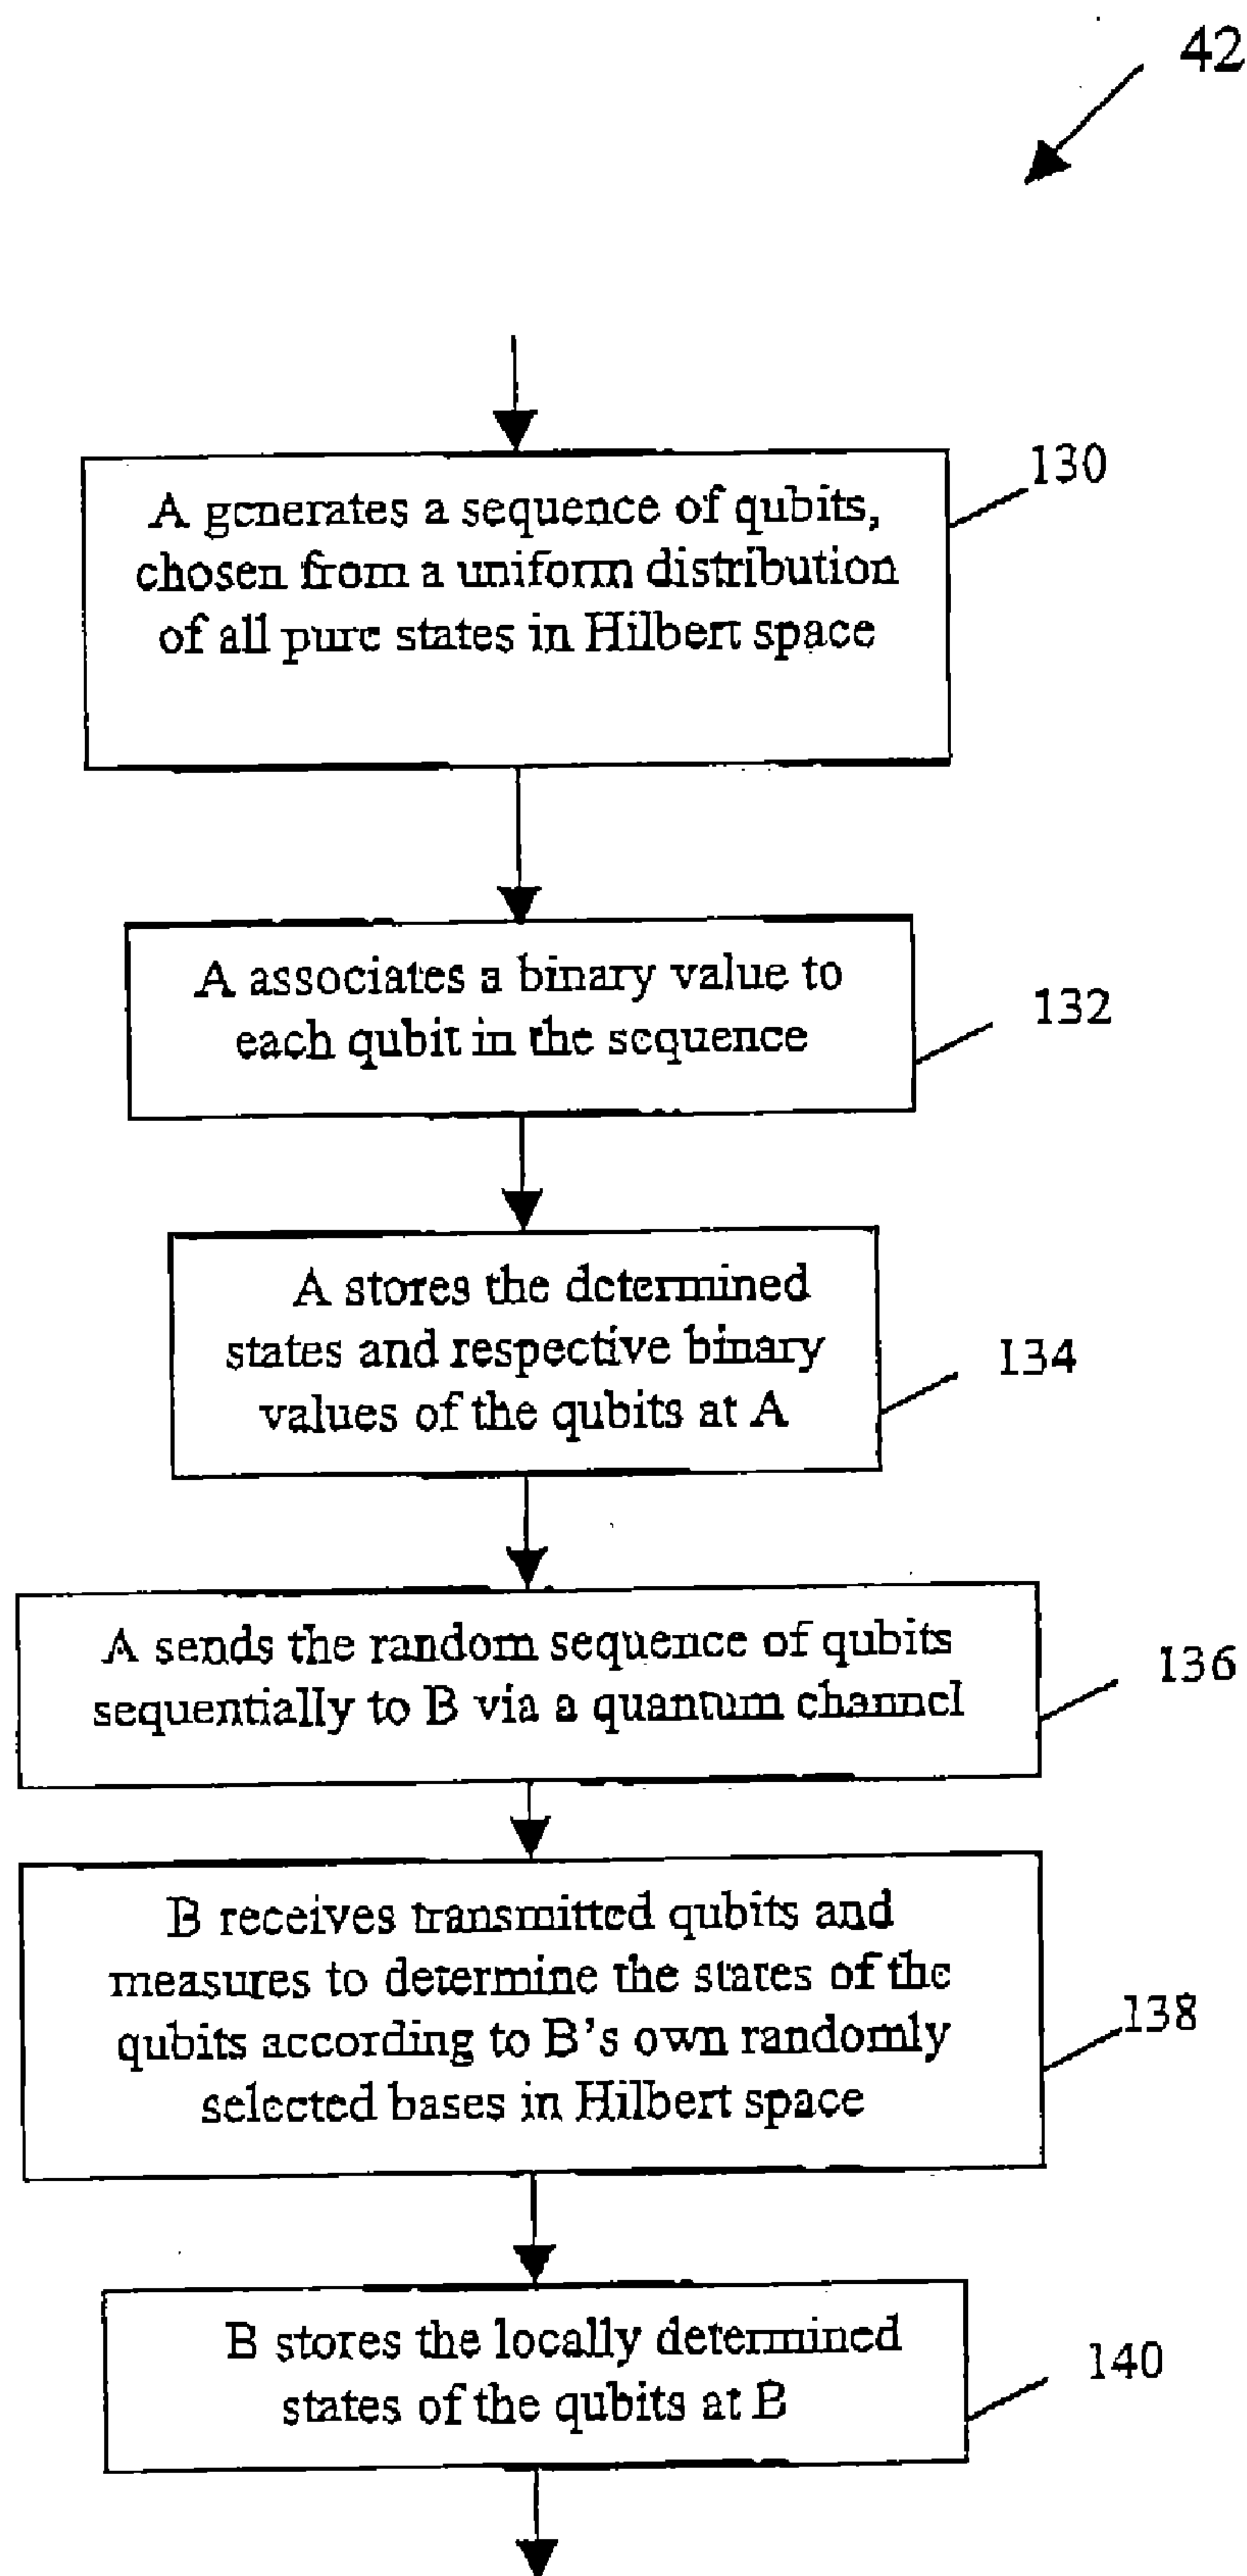 42
A generates a sequence of qubits,
chosen from a uniform distribution
of all pure states in Hilbert space
130
A associates a binary value to
each qubit in the sequence
132
A stores the determined
states and respective binary
values of the qubits at A
134
A sends the random sequence of qubits
sequentially to B via a quantum channel
136
B receives transmitted qubits and
measures to determine the states of the
qubits according to B's own randomly
selected bases in Hilbert space
138
B stores the locally determined
states of the qubits at B
140